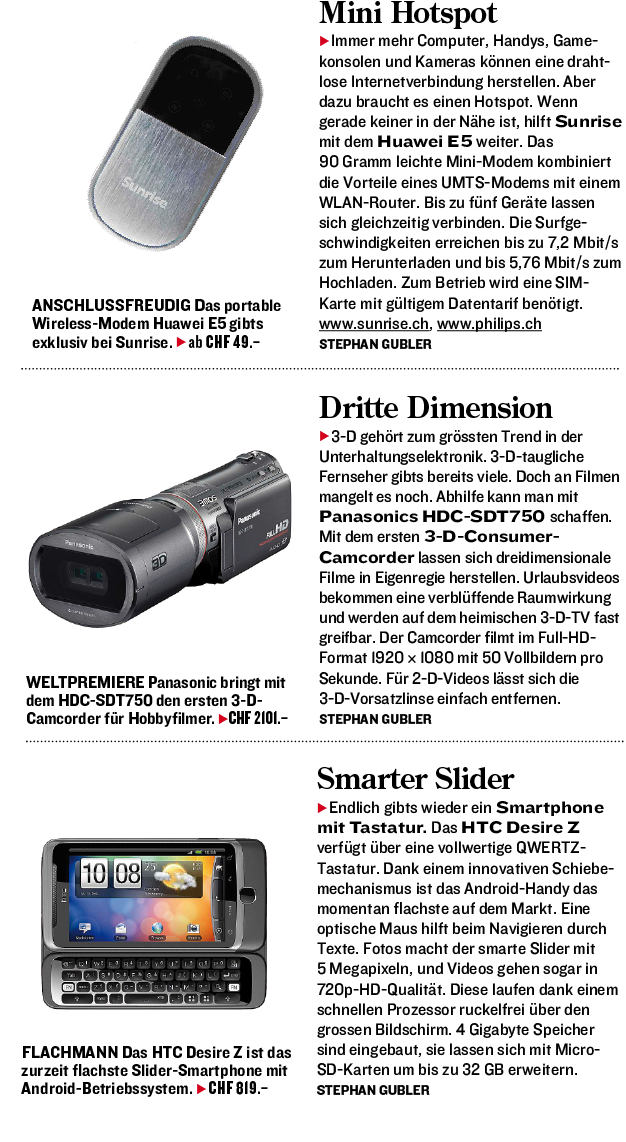 Mini Hotspot
▶Immer mehr Computer, Handys, Game-
konsolen und Kameras können eine draht-
lose Internetverbindung herstellen. Aber
dazu braucht es einen Hotspot. Wenn
gerade keiner in der Nähe ist, hilft Sunrise
mit dem Huawei E5 weiter. Das
90 Gramm leichte Mini-Modem kombiniert
die Vorteile eines UMTS-Modems mit einem
WLAN-Router. Bis zu fünf Geräte lassen
sich gleichzeitig verbinden. Die Surfge-
schwindigkeiten erreichen bis zu 7,2 Mbit/s
zum Herunterladen und bis 5,76 Mbit/s zum
Hochladen. Zum Betrieb wird eine SIM-
Karte mit gültigem Datentarif benötigt.
www.sunrise.ch, www.philips.ch
STEPHAN GUBLER
Sunrise
ANSCHLUSSFREUDIG Das portable
Wireless-Modem Huawei E5 gibts
exklusiv bei Sunrise. ▶ab CHF 49.–
Dritte Dimension
▶3-D gehört zum grössten Trend in der
Unterhaltungselektronik. 3-D-taugliche
Fernseher gibts bereits viele. Doch an Filmen
mangelt es noch. Abhilfe kann man mit
Panasonics HDC-SDT750 schaffen.
Mit dem ersten 3-D-Consumer-
Camcorder lassen sich dreidimensionale
Filme in Eigenregie herstellen. Urlaubsvideos
bekommen eine verblüffende Raumwirkung
und werden auf dem heimischen 3-D-TV fast
greifbar. Der Camcorder filmt im Full-HD-
Format 1920 × 1080 mit 50 Vollbildern pro
Sekunde. Für 2-D-Videos lässt sich die
3-D-Vorsatzlinse einfach entfernen.
STEPHAN GUBLER
Panasonic
3D
3MOS
Panasonic
FULL HD
WELTPREMIERE Panasonic bringt mit
dem HDC-SDT750 den ersten 3-D-
Camcorder für Hobbyfilmer. ▶CHF 2101.–
Smarter Slider
▶Endlich gibts wieder ein Smartphone
mit Tastatur. Das HTC Desire Z
verfügt über eine vollwertige QWERTZ-
Tastatur. Dank einem innovativen Schiebe-
mechanismus ist das Android-Handy das
momentan flachste auf dem Markt. Eine
optische Maus hilft beim Navigieren durch
Texte. Fotos macht der smarte Slider mit
5 Megapixeln, und Videos gehen sogar in
720p-HD-Qualität. Diese laufen dank einem
schnellen Prozessor ruckelfrei über den
grossen Bildschirm. 4 Gigabyte Speicher
sind eingebaut, sie lassen sich mit Micro-
SD-Karten um bis zu 32 GB erweitern.
STEPHAN GUBLER
10 08
FLACHMANN Das HTC Desire Z ist das
zurzeit flachste Slider-Smartphone mit
Android-Betriebssystem. ▶CHF 819.–